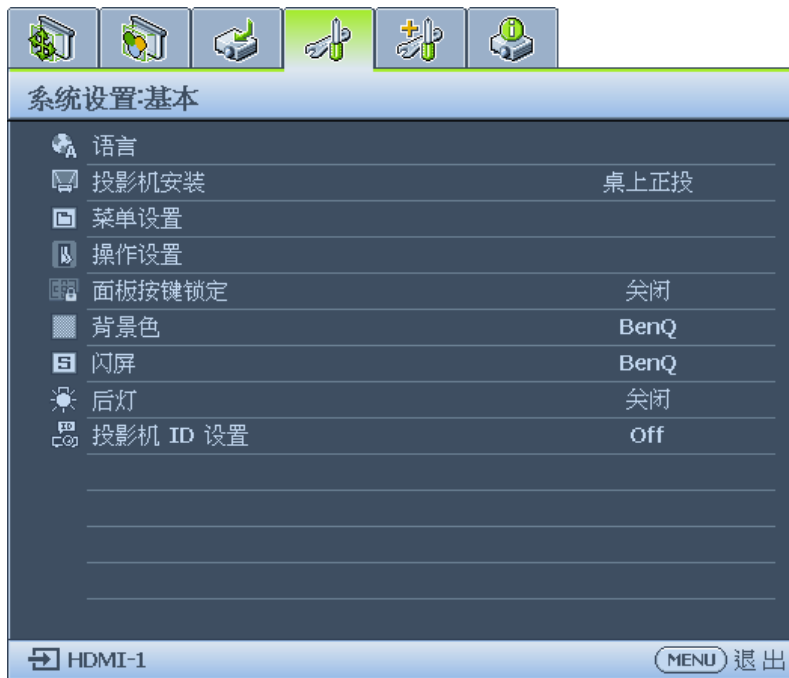 系统设置:基本
语言
投影机安装 桌上正投
菜单设置
操作设置
面板按键锁定 关闭
背景色 BenQ
闪屏 BenQ
后灯 关闭
投影机 ID 设置 Off
HDMI-1 MENU 退出